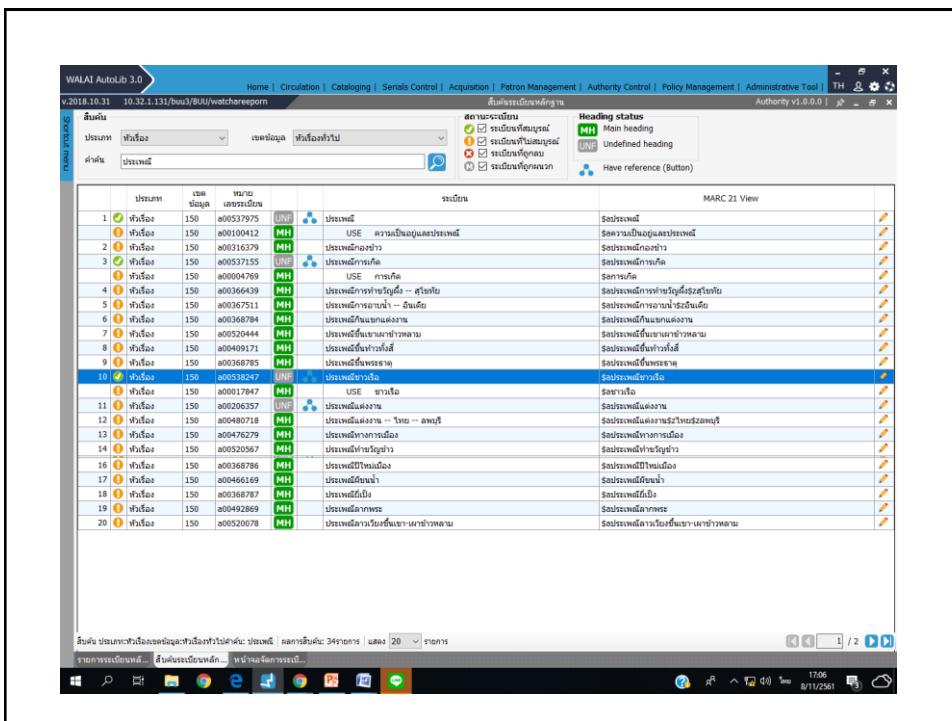 WALAI AutoLib 3.0
Home | Circulation | Cataloging | Serials Control | Acquisition | Patron Management | Authority Control | Policy Management | Administrative Tool | TH
v.2018.10.31 10.32.1.131/buu3/BUU/watchareeporn สืบค้นระเบียนหลักฐาน Authority v1.0.0.0 |
Shortcut menu
สืบค้น สถานะระเบียน Heading status
ระเบียนที่สมบูรณ์ MH Main heading
ประเภท หัวเรื่อง เขตข้อมูล หัวเรื่องทั่วไป ระเบียนที่ไม่สมบูรณ์ UNF Undefined heading
ระเบียนที่ถูกลบ
คำค้น ประเพณี ระเบียนที่ถูกผนวก Have reference (Button)
ประเภท เขตข้อมูล หมายเลขระเบียน ระเบียน MARC 21 View
1 หัวเรื่อง 150 a00537975 UNF ประเพณี $aประเพณี
หัวเรื่อง 150 a00100412 MH USE ความเป็นอยู่และประเพณี $aความเป็นอยู่และประเพณี
2 หัวเรื่อง 150 a00316379 MH ประเพณีกองข้าว $aประเพณีกองข้าว
3 หัวเรื่อง 150 a00537155 UNF ประเพณีการเกิด $aประเพณีการเกิด
หัวเรื่อง 150 a00004769 MH USE การเกิด $aการเกิด
4 หัวเรื่อง 150 a00366439 MH ประเพณีการทำขวัญผึ้ง -- สุโขทัย $aประเพณีการทำขวัญผึ้ง$zสุโขทัย
5 หัวเรื่อง 150 a00367511 MH ประเพณีการอาบน้ำ -- อินเดีย $aประเพณีการอาบน้ำ$zอินเดีย
6 หัวเรื่อง 150 a00368784 MH ประเพณีกินแขกแต่งงาน $aประเพณีกินแขกแต่งงาน
7 หัวเรื่อง 150 a00520444 MH ประเพณีขึ้นเขาเผาข้าวหลาม $aประเพณีขึ้นเขาเผาข้าวหลาม
8 หัวเรื่อง 150 a00409171 MH ประเพณีขึ้นท้าวทั้งสี่ $aประเพณีขึ้นท้าวทั้งสี่
9 หัวเรื่อง 150 a00368785 MH ประเพณีขึ้นพระธาตุ $aประเพณีขึ้นพระธาตุ
10 หัวเรื่อง 150 a00538247 UNF ประเพณีชาวเรือ $aประเพณีชาวเรือ
หัวเรื่อง 150 a00017847 MH USE ชาวเรือ $aชาวเรือ
11 หัวเรื่อง 150 a00206357 UNF ประเพณีแต่งงาน $aประเพณีแต่งงาน
12 หัวเรื่อง 150 a00480718 MH ประเพณีแต่งงาน -- ไทย -- ลพบุรี $aประเพณีแต่งงาน$zไทย$zลพบุรี
13 หัวเรื่อง 150 a00476279 MH ประเพณีทางการเมือง $aประเพณีทางการเมือง
14 หัวเรื่อง 150 a00520567 MH ประเพณีทำขวัญข้าว $aประเพณีทำขวัญข้าว
16 หัวเรื่อง 150 a00368786 MH ประเพณีปีใหม่เมือง $aประเพณีปีใหม่เมือง
17 หัวเรื่อง 150 a00466169 MH ประเพณีผีขนน้ำ $aประเพณีผีขนน้ำ
18 หัวเรื่อง 150 a00368787 MH ประเพณียี่เป็ง $aประเพณียี่เป็ง
19 หัวเรื่อง 150 a00492869 MH ประเพณีลากพระ $aประเพณีลากพระ
20 หัวเรื่อง 150 a00520078 MH ประเพณีลาวเวียงขึ้นเขา-เผาข้าวหลาม $aประเพณีลาวเวียงขึ้นเขา-เผาข้าวหลาม
สืบค้น ประเภท:หัวเรื่องเขตข้อมูล:หัวเรื่องทั่วไปคำค้น: ประเพณี | ผลการสืบค้น: 34รายการ | แสดง 20 รายการ 1 / 2
รายการระเบียนหลั... สืบค้นระเบียนหลัก... หน้าจอจัดการระเบี...
17:06
8/11/2561